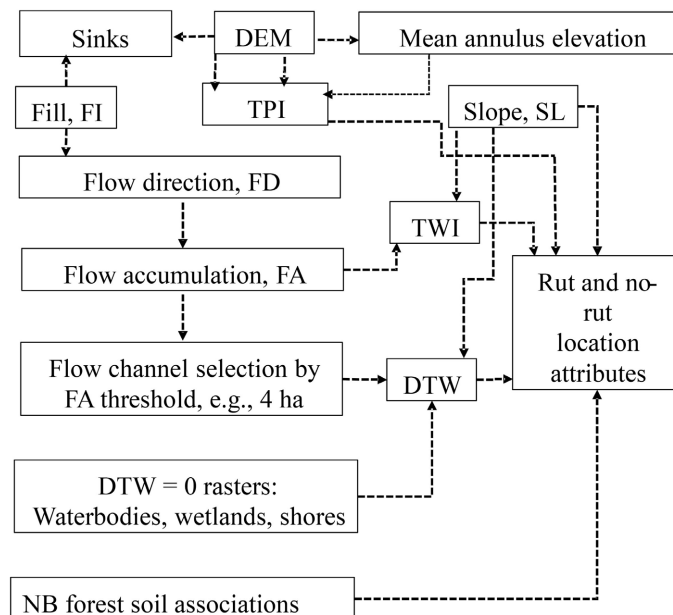 Sinks
DEM
Mean annulus elevation
Fill, FI
TPI
Slope, SL
Flow direction, FD
TWI
Flow accumulation, FA
Rut and no-
rut
location
attributes
Flow channel selection by
FA threshold, e.g., 4 ha
DTW
DTW = 0 rasters:
Waterbodies, wetlands, shores
NB forest soil associations